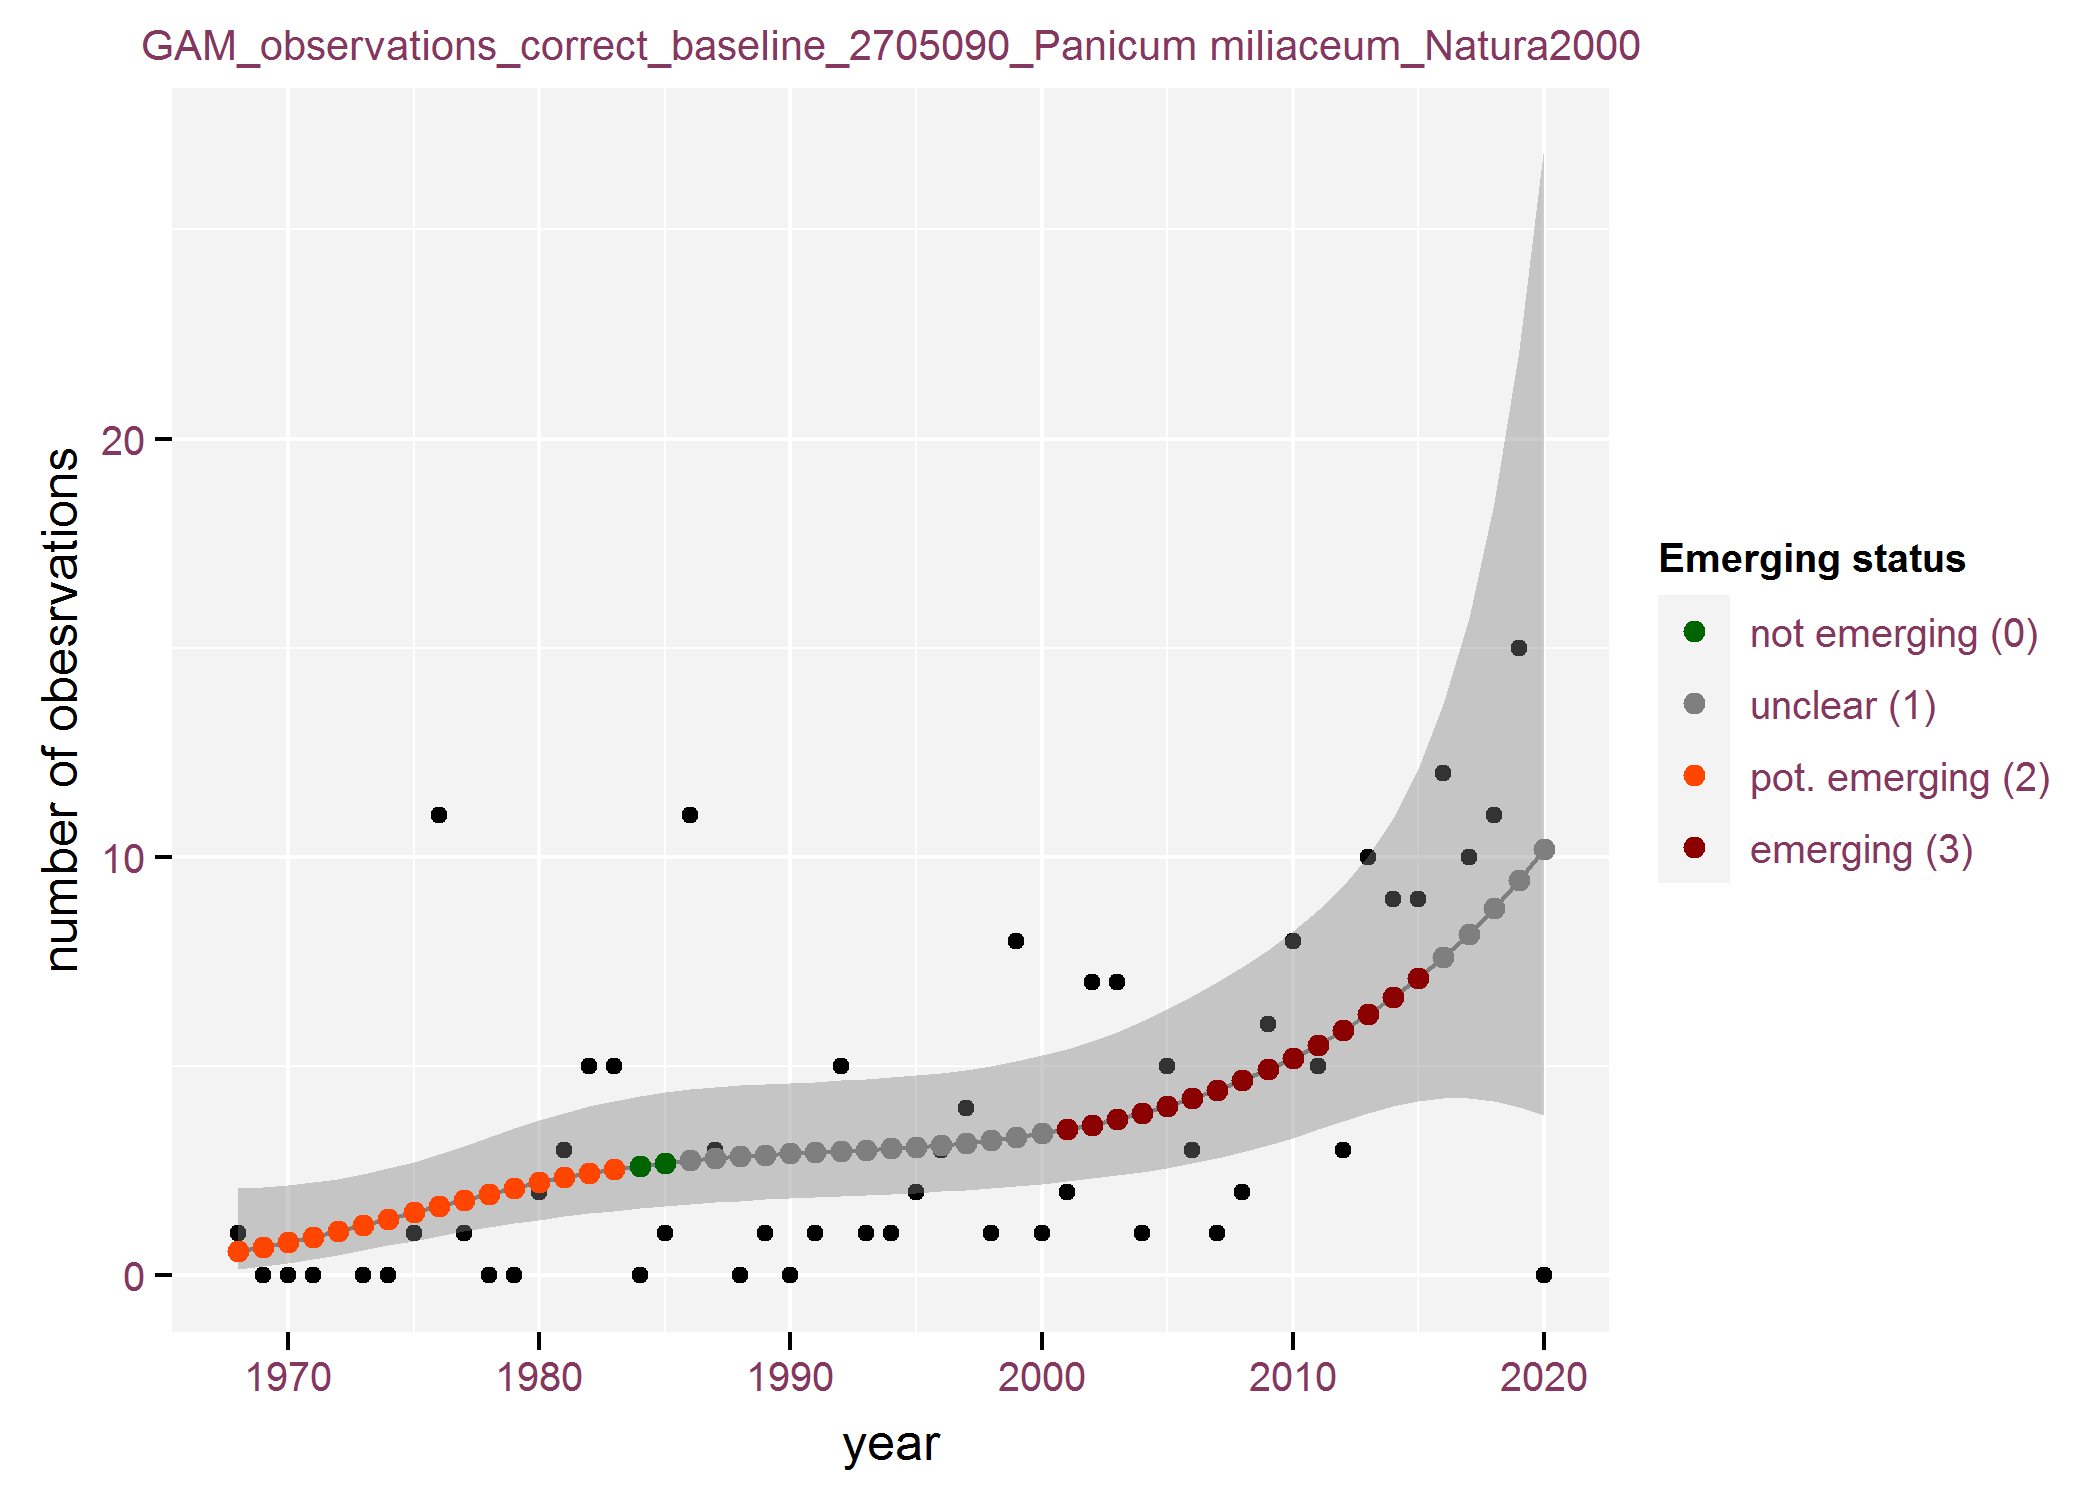 GAM_observations_correct_baseline_2705090_Panicum miliaceum_Natura2000
number of obesrvations
20
10
0
1970 1980 1990 2000 2010 2020
year
Emerging status
not emerging (0)
unclear (1)
pot. emerging (2)
emerging (3)